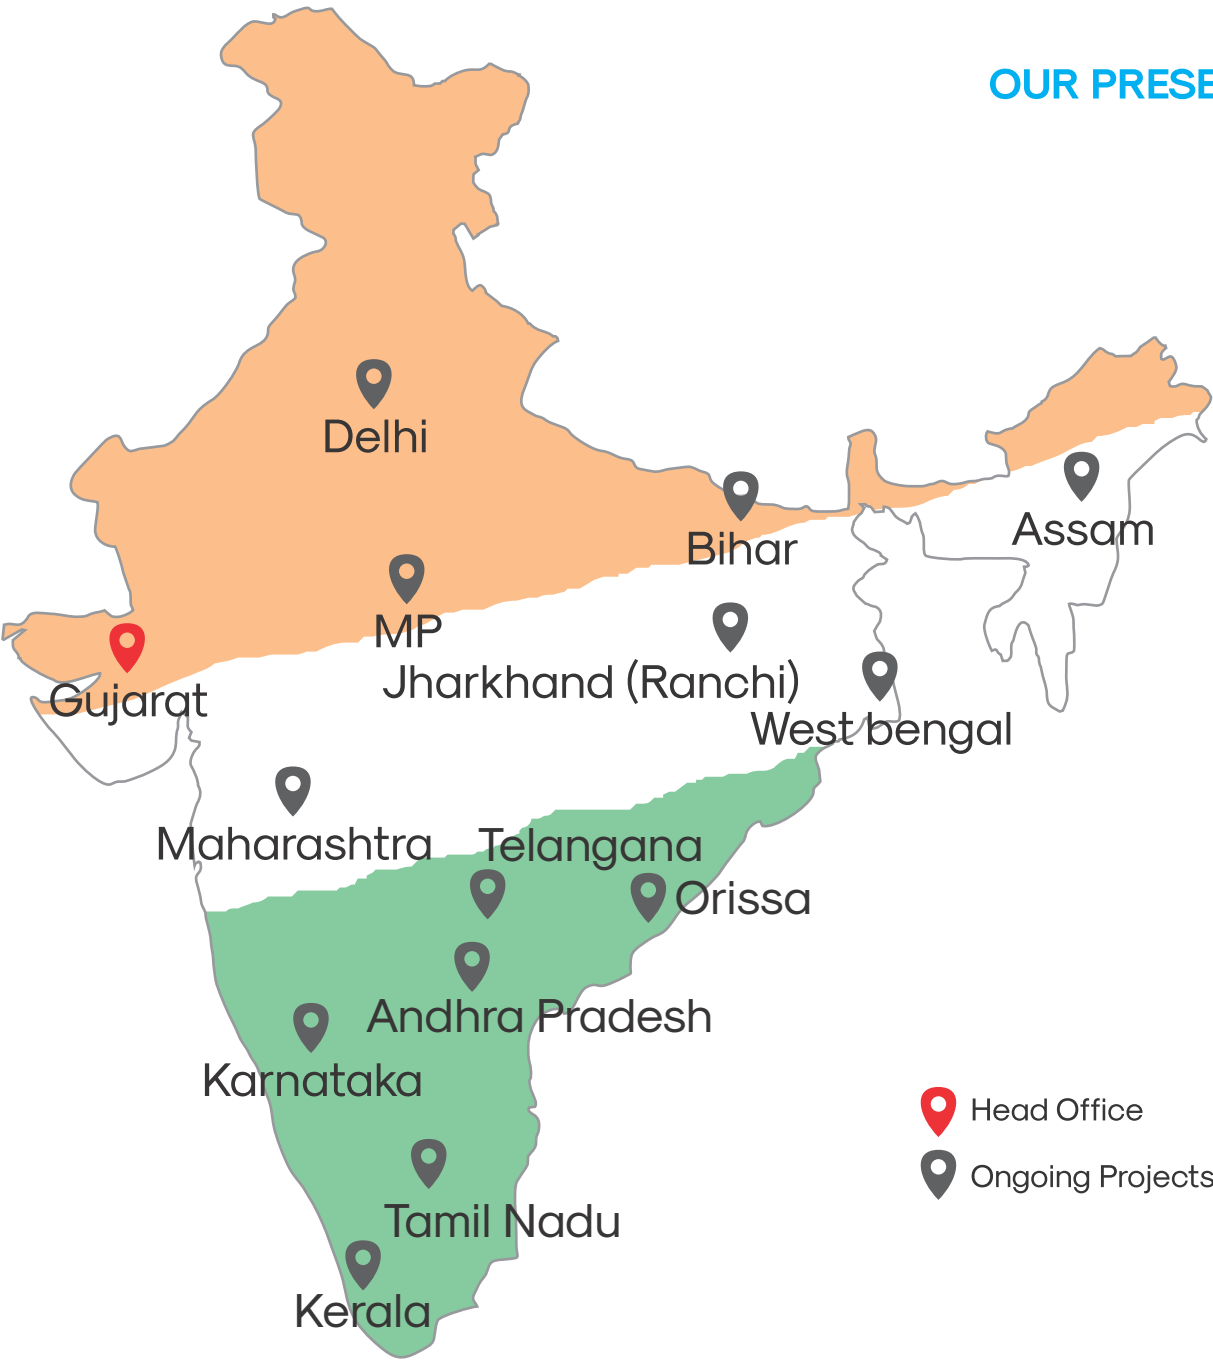 OUR PRESE
Delhi
Bihar
Assam
MP
Jharkhand (Ranchi)
Gujarat
West bengal
Maharashtra
Telangana
Orissa
Andhra Pradesh
Karnataka
Head Office
Ongoing Projects
Tamil Nadu
Kerala